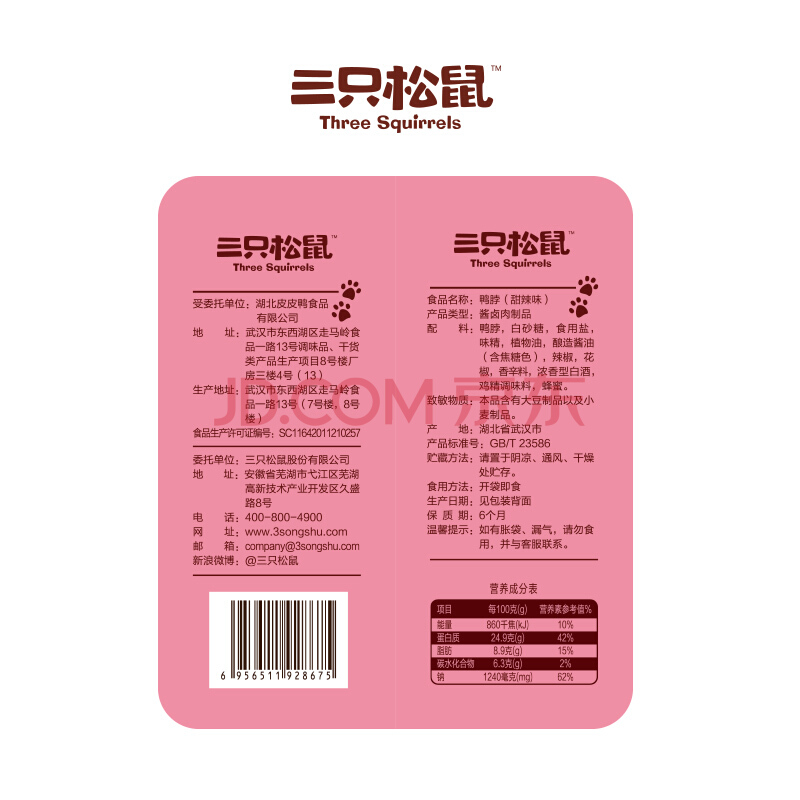 三只松鼠™
Three Squirrels
三只松鼠™
Three Squirrels
受委托单位：湖北皮皮鸭食品
有限公司
地 址：武汉市东西湖区走马岭食
品一路13号调味品、干货
类产品生产项目8号楼厂
房三楼4号（13）
生产地址：武汉市东西湖区走马岭食
品一路13号（7号楼，8号
楼）
食品生产许可证编号：SC11642011210257
委托单位：三只松鼠股份有限公司
地 址：安徽省芜湖市弋江区芜湖
高新技术产业开发区久盛
路8号
电 话：400-800-4900
网 址：www.3songshu.com
邮 箱：company@3songshu.com
新浪微博：@三只松鼠
6 956511 928675
三只松鼠™
Three Squirrels
食品名称：鸭脖（甜辣味）
产品类型：酱卤肉制品
配 料：鸭脖，白砂糖，食用盐，
味精，植物油，酿造酱油
（含焦糖色），辣椒，花
椒，香辛料，浓香型白酒，
鸡精调味料，蜂蜜。
致敏物质：本品含有大豆制品以及小
麦制品。
产 地：湖北省武汉市
产品标准号：GB/T 23586
贮藏方法：请置于阴凉、通风、干燥
处贮存。
食用方法：开袋即食
生产日期：见包装背面
保 质 期：6个月
温馨提示：如有胀袋、漏气，请勿食
用，并与客服联系。
营养成分表
项目 每100克(g) 营养素参考值%
能量 860千焦(kJ) 10%
蛋白质 24.9克(g) 42%
脂肪 8.9克(g) 15%
碳水化合物 6.3克(g) 2%
钠 1240毫克(mg) 62%
JD.COM 京东